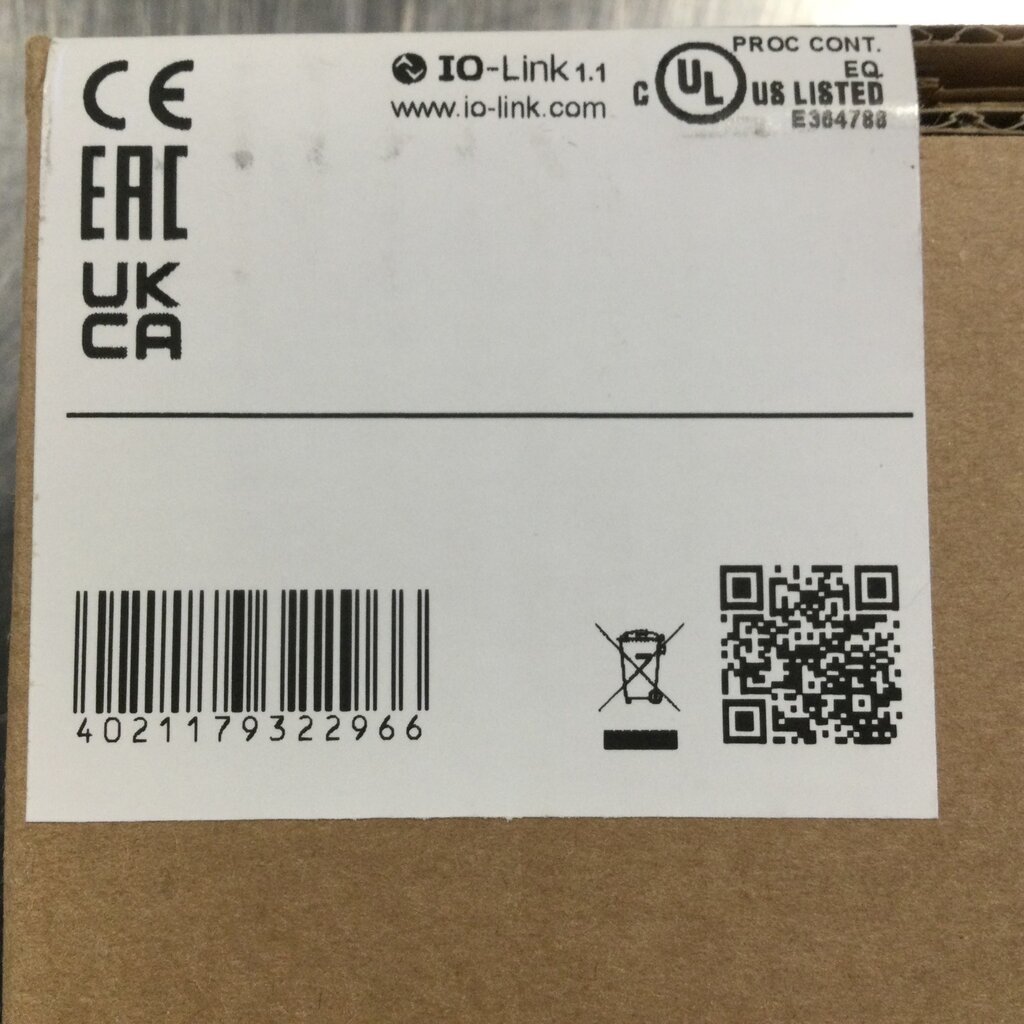 CE
EAC
UK
CA
IO-Link 1.1
www.io-link.com
PROC CONT.
EQ.
C UL US LISTED
E364788
4021179322966